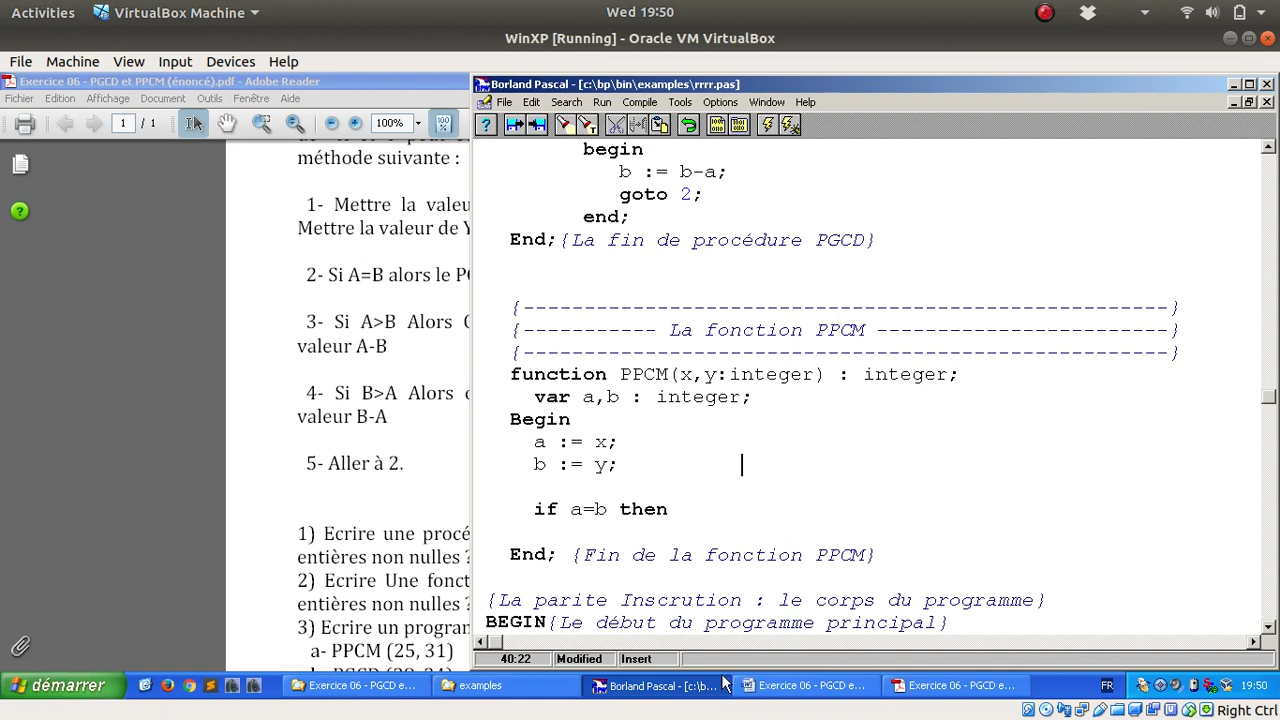 Activities VirtualBox Machine Wed 19:50
WinXP [Running] - Oracle VM VirtualBox
File Machine View Input Devices Help
Exercice 06 - PGCD et PPCM (énoncé).pdf - Adobe Reader
Fichier Edition Affichage Document Outils Fenêtre Aide
1 / 1 100%
méthode suivante :
1- Mettre la valeu
Mettre la valeur de Y
2- Si A=B alors le P
3- Si A>B Alors
valeur A-B
4- Si B>A Alors
valeur B-A
5- Aller à 2.
1) Ecrire une procé
entières non nulles ?
2) Ecrire Une fonct
entières non nulles ?
3) Ecrire un program
a- PPCM (25, 31)
Borland Pascal - [c:\bp\bin\examples\rrrr.pas]
File Edit Search Run Compile Tools Options Window Help
begin
b := b-a;
goto 2;
end;
End;{La fin de procédure PGCD}
{-----------------------------------------------------}
{----------- La fonction PPCM ------------------------}
{-----------------------------------------------------}
function PPCM(x,y:integer) : integer;
var a,b : integer;
Begin
a := x;
b := y;
if a=b then
End; {Fin de la fonction PPCM}
{La parite Inscrution : le corps du programme}
BEGIN{Le début du programme principal}
40:22 Modified Insert
démarrer Exercice 06 - PGCD e... examples Borland Pascal - [c:\b... Exercice 06 - PGCD e... Exercice 06 - PGCD e... FR 19:50
Right Ctrl